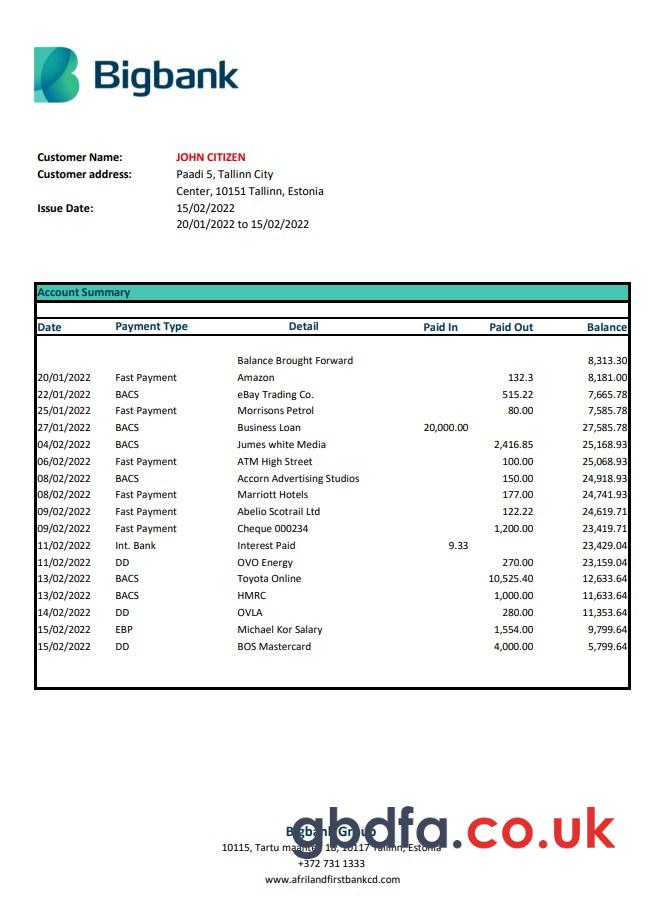 Bigbank
Customer Name: JOHN CITIZEN
Customer address: Paadi 5, Tallinn City
Center, 10151 Tallinn, Estonia
Issue Date: 15/02/2022
20/01/2022 to 15/02/2022
Account Summary
Date Payment Type Detail Paid In Paid Out Balance
Balance Brought Forward 8,313.30
20/01/2022 Fast Payment Amazon 132.3 8,181.00
22/01/2022 BACS eBay Trading Co. 515.22 7,665.78
25/01/2022 Fast Payment Morrisons Petrol 80.00 7,585.78
27/01/2022 BACS Business Loan 20,000.00 27,585.78
04/02/2022 BACS Jumes white Media 2,416.85 25,168.93
06/02/2022 Fast Payment ATM High Street 100.00 25,068.93
08/02/2022 BACS Accorn Advertising Studios 150.00 24,918.93
08/02/2022 Fast Payment Marriott Hotels 177.00 24,741.93
09/02/2022 Fast Payment Abelio Scotrail Ltd 122.22 24,619.71
09/02/2022 Fast Payment Cheque 000234 1,200.00 23,419.71
11/02/2022 Int. Bank Interest Paid 9.33 23,429.04
11/02/2022 DD OVO Energy 270.00 23,159.04
13/02/2022 BACS Toyota Online 10,525.40 12,633.64
13/02/2022 BACS HMRC 1,000.00 11,633.64
14/02/2022 DD OVLA 280.00 11,353.64
15/02/2022 EBP Michael Kor Salary 1,554.00 9,799.64
15/02/2022 DD BOS Mastercard 4,000.00 5,799.64
gbdfa.co.uk
Bigbank Group
10115, Tartu 18, 10117 Tallinn, Estonia
+372 731 1333
www.afrilandfirstbankcd.com